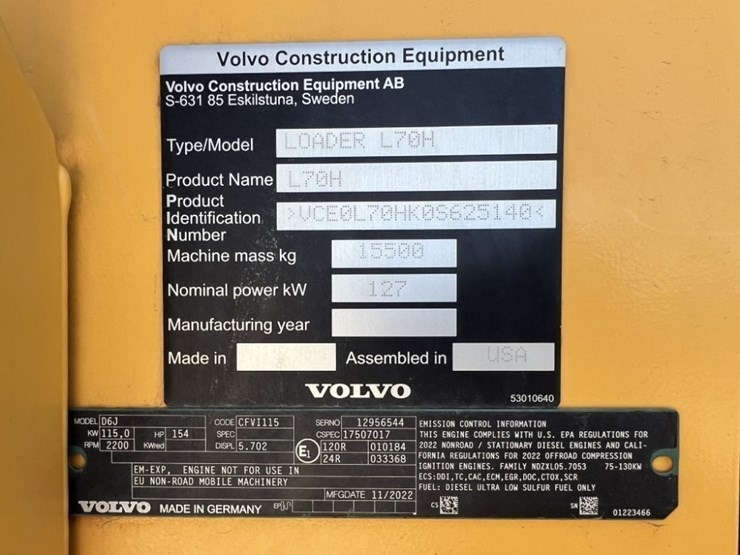 Volvo Construction Equipment
Volvo Construction Equipment AB
S-631 85 Eskilstuna, Sweden
Type/Model LOADER L70H
Product Name L70H
Product
Identification >VCE0L70HK0S625140<
Number
Machine mass kg 15500
Nominal power kW 127
Manufacturing year
Made in
Assembled in USA
VOLVO
53010640
MODEL D6J
KW 115,0 HP 154
RPM 2200 KWred
CODE CFVI115
SPEC
DISPL 5.702
SERNO 12956544
CSPEC 17507017
E1 120R 010184
24R 033368
EM-EXP, ENGINE NOT FOR USE IN
EU NON-ROAD MOBILE MACHINERY
MFGDATE 11/2022
EMISSION CONTROL INFORMATION
THIS ENGINE COMPLIES WITH U.S. EPA REGULATIONS FOR
2022 NONROAD / STATIONARY DIESEL ENGINES AND CALI-
FORNIA REGULATIONS FOR 2022 OFFROAD COMPRESSION
IGNITION ENGINES. FAMILY NDZXL05.7053 75-130KW
ECS:DDI,TC,CAC,ECM,EGR,DOC,CTOX,SCR
FUEL: DIESEL ULTRA LOW SULFUR FUEL ONLY
VOLVO MADE IN GERMANY
CS
SN
01223466